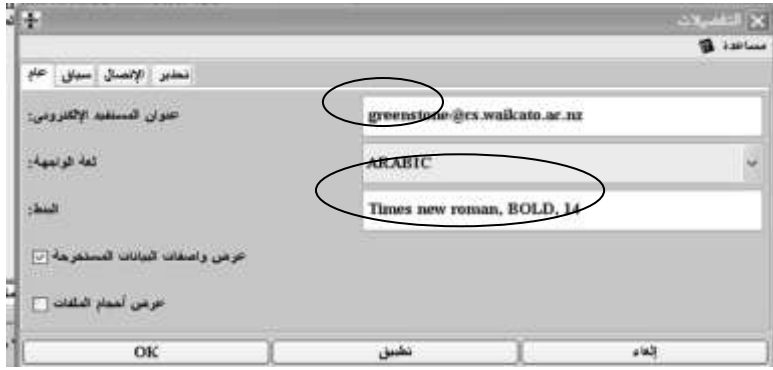 التفضيلات
مساعدة
عام سياق الإتصال تحذير
عنوان المستفيد الإلكتروني:
greenstone@cs.waikato.ac.nz
لغة الواجهة:
ARABIC
البنط:
Times new roman, BOLD, 14
عرض واصفات البيانات المستخرجة
عرض أحجام الملفات
OK تطبيق إلغاء